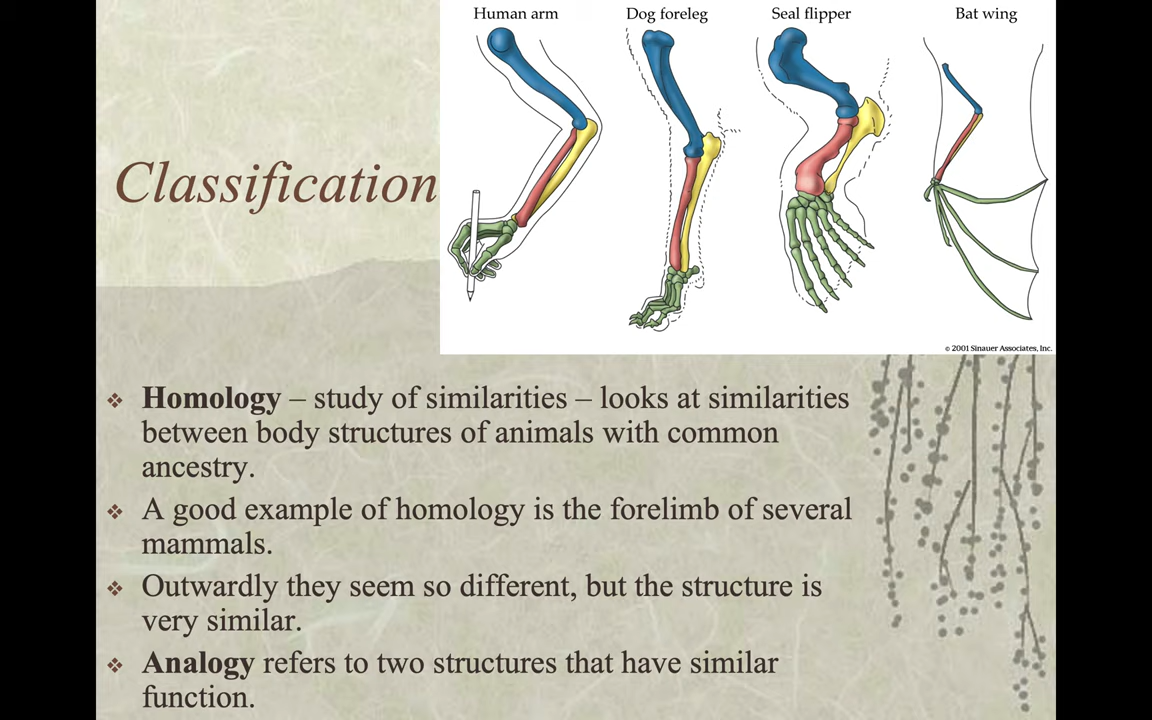 Human arm
Dog foreleg
Seal flipper
Bat wing
Classification
© 2001 Sinauer Associates, Inc.
❖ Homology – study of similarities – looks at similarities
between body structures of animals with common
ancestry.
❖ A good example of homology is the forelimb of several
mammals.
❖ Outwardly they seem so different, but the structure is
very similar.
❖ Analogy refers to two structures that have similar
function.